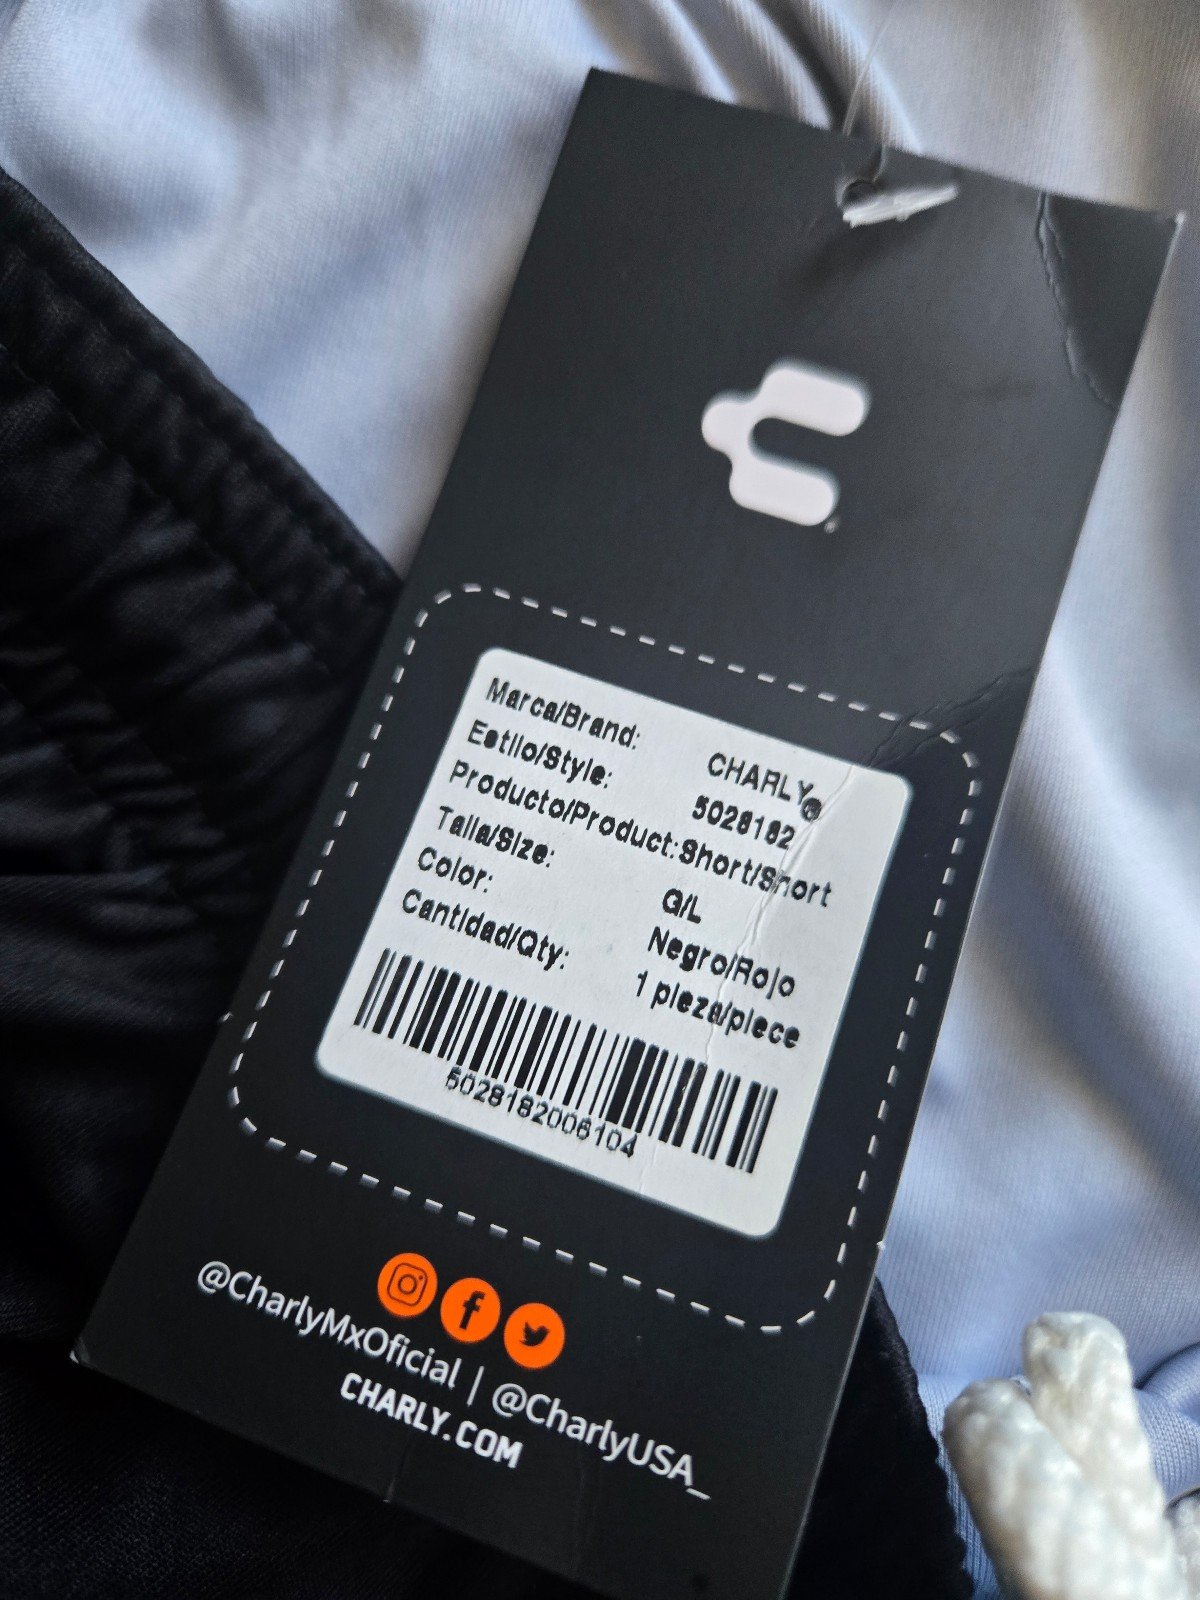 Marca/Brand: CHARLY®
Estilo/Style: 5028182
Producto/Product: Short/Short
Talla/Size: G/L
Color: Negro/Rojo
Cantidad/Qty: 1 pieza/piece
5028182006104
@CharlyMxOficial | @CharlyUSA_
CHARLY.COM